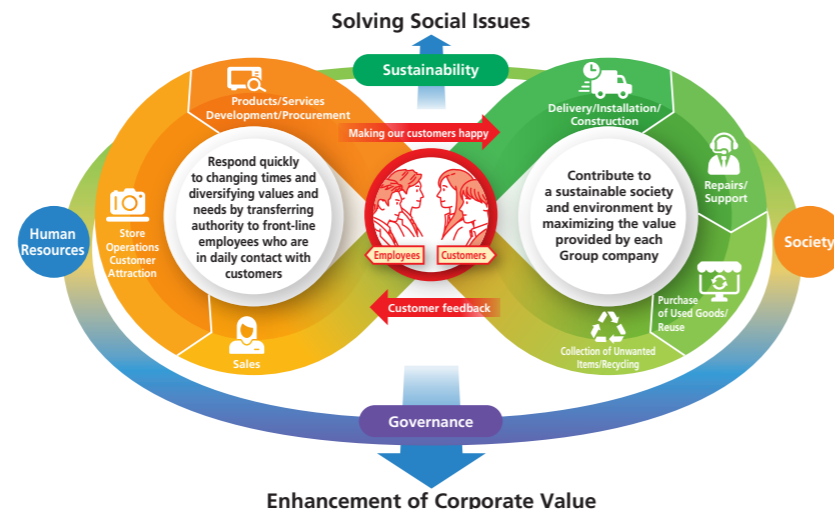 Solving Social Issues
Sustainability
Products/Services
Development/Procurement
Delivery/Installation/
Construction
Making our customers happy
Respond quickly
to changing times and
diversifying values and
needs by transferring
authority to front-line
employees who are
in daily contact with
customers
Contribute to
a sustainable society
and environment by
maximizing the value
provided by each
Group company
Repairs/
Support
Human
Resources
Store
Operations
Customer
Attraction
Employees
Customers
Society
Customer feedback
Purchase
of Used Goods/
Reuse
Sales
Collection of Unwanted
Items/Recycling
Governance
Enhancement of Corporate Value